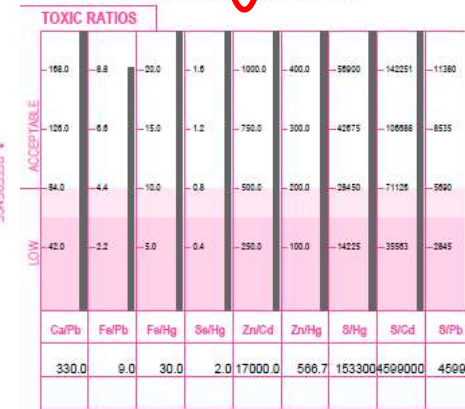 TOXIC RATIOS
168.0 8.8 20.0 1.6 1000.0 400.0 56900 142251 11380
126.0 6.6 15.0 1.2 750.0 300.0 42675 106688 8535
ACCEPTABLE
84.0 4.4 10.0 0.8 500.0 200.0 28450 71126 5690
LOW
42.0 2.2 5.0 0.4 250.0 100.0 14225 35563 2845
Ca/Pb Fe/Pb Fe/Hg Se/Hg Zn/Cd Zn/Hg S/Hg S/Cd S/Pb
330.0 9.0 30.0 2.0 17000.0 566.7 153300 4599000 4599